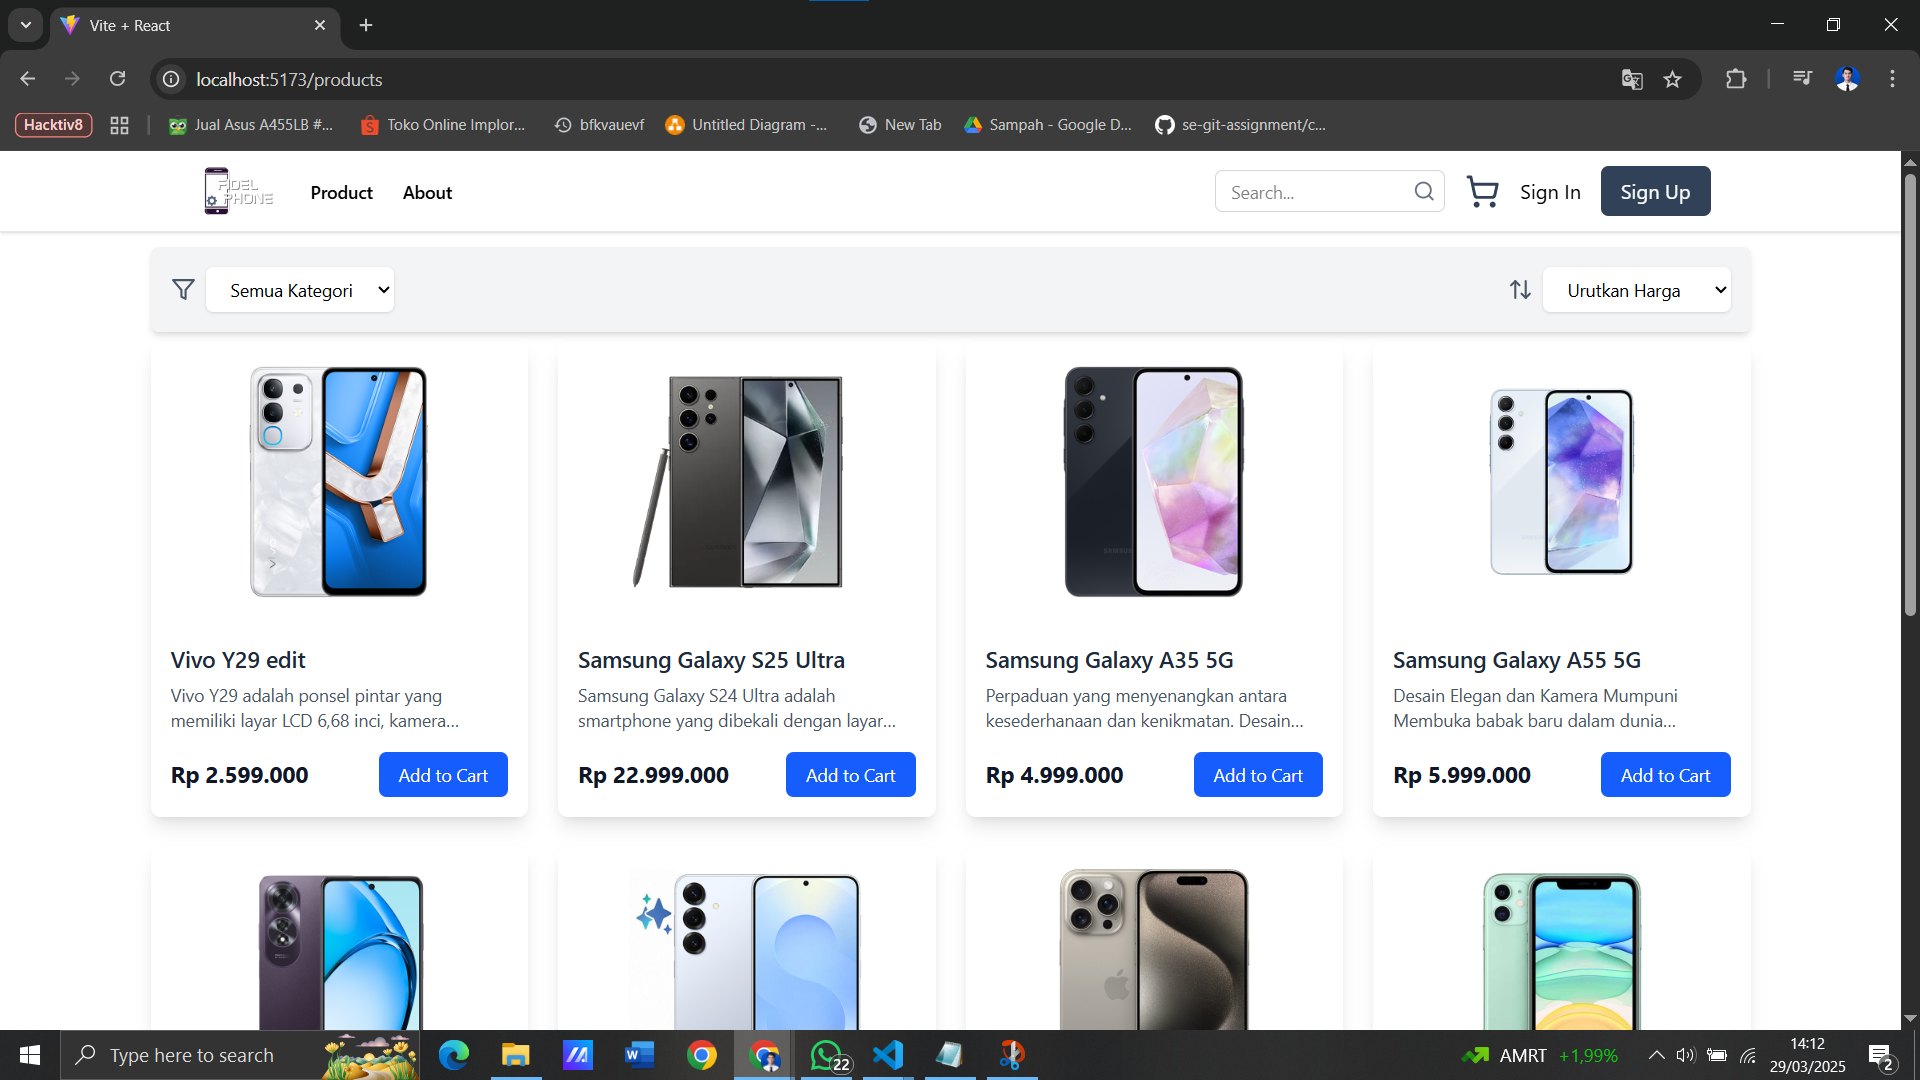 Vite + React
localhost:5173/products
Hacktiv8
Jual Asus A455LB #...
Toko Online Implor...
bfkvauevf
Untitled Diagram -...
New Tab
Sampah - Google D...
se-git-assignment/c...
FIDEL
PHONE
Product
About
Search...
Sign In
Sign Up
Semua Kategori
Urutkan Harga
Vivo Y29 edit
Vivo Y29 adalah ponsel pintar yang
memiliki layar LCD 6,68 inci, kamera...
Rp 2.599.000
Add to Cart
Samsung Galaxy S25 Ultra
Samsung Galaxy S24 Ultra adalah
smartphone yang dibekali dengan layar...
Rp 22.999.000
Add to Cart
Samsung Galaxy A35 5G
Perpaduan yang menyenangkan antara
kesederhanaan dan kenikmatan. Desain...
Rp 4.999.000
Add to Cart
Samsung Galaxy A55 5G
Desain Elegan dan Kamera Mumpuni
Membuka babak baru dalam dunia...
Rp 5.999.000
Add to Cart
Type here to search
22
AMRT +1,99%
14:12
29/03/2025
2